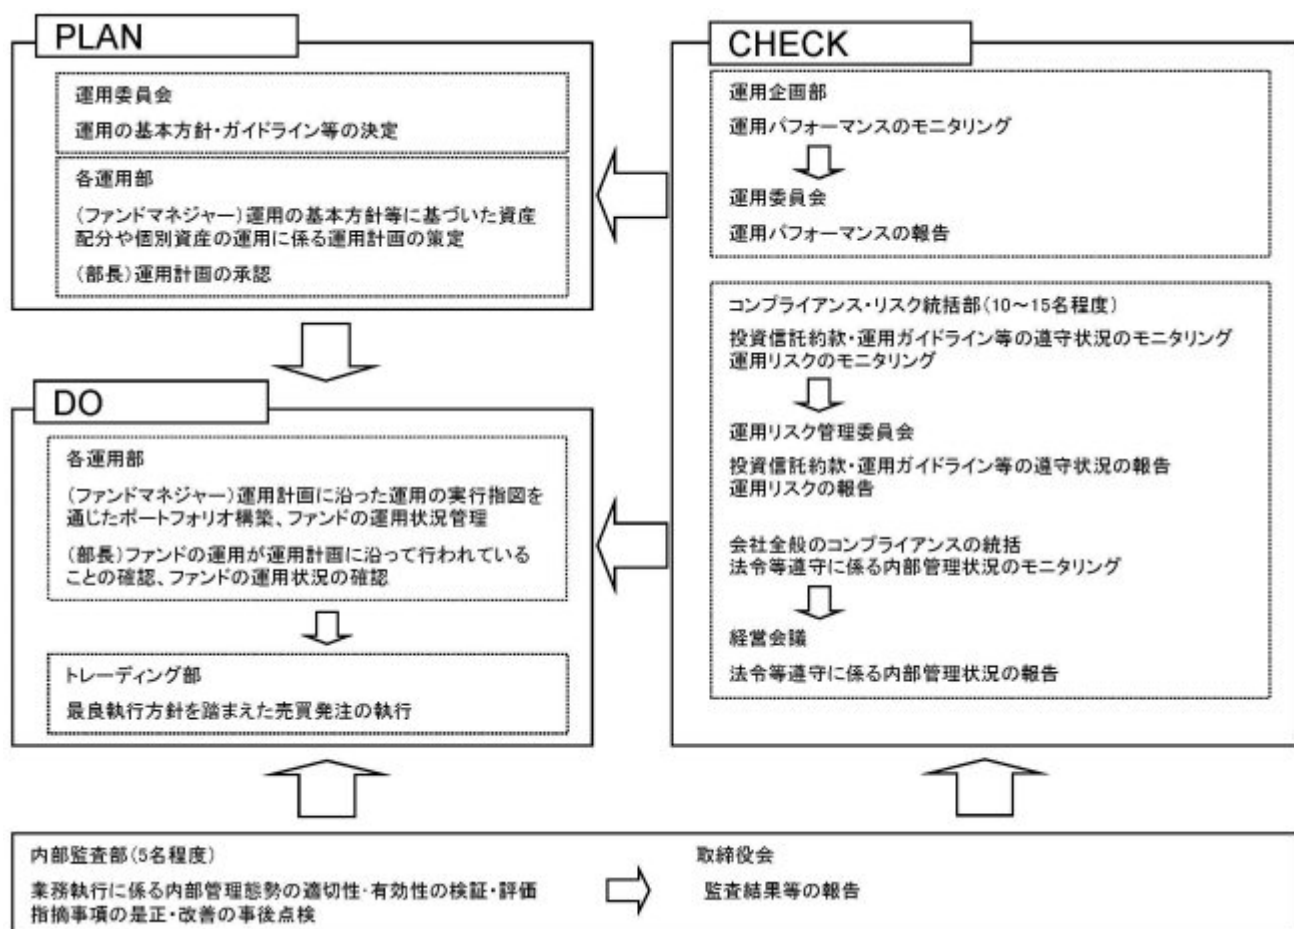 PLAN
運用委員会
運用の基本方針・ガイドライン等の決定
各運用部
(ファンドマネジャー)運用の基本方針等に基づいた資産
配分や個別資産の運用に係る運用計画の策定
(部長)運用計画の承認
DO
各運用部
(ファンドマネジャー)運用計画に沿った運用の実行指図を
通じたポートフォリオ構築、ファンドの運用状況管理
(部長)ファンドの運用が運用計画に沿って行われている
ことの確認、ファンドの運用状況の確認
トレーディング部
最良執行方針を踏まえた売買発注の執行
CHECK
運用企画部
運用パフォーマンスのモニタリング
運用委員会
運用パフォーマンスの報告
コンプライアンス・リスク統括部(10～15名程度)
投資信託約款・運用ガイドライン等の遵守状況のモニタリング
運用リスクのモニタリング
運用リスク管理委員会
投資信託約款・運用ガイドライン等の遵守状況の報告
運用リスクの報告
会社全般のコンプライアンスの統括
法令等遵守に係る内部管理状況のモニタリング
経営会議
法令等遵守に係る内部管理状況の報告
内部監査部(5名程度)
業務執行に係る内部管理態勢の適切性・有効性の検証・評価
指摘事項の是正・改善の事後点検
取締役会
監査結果等の報告